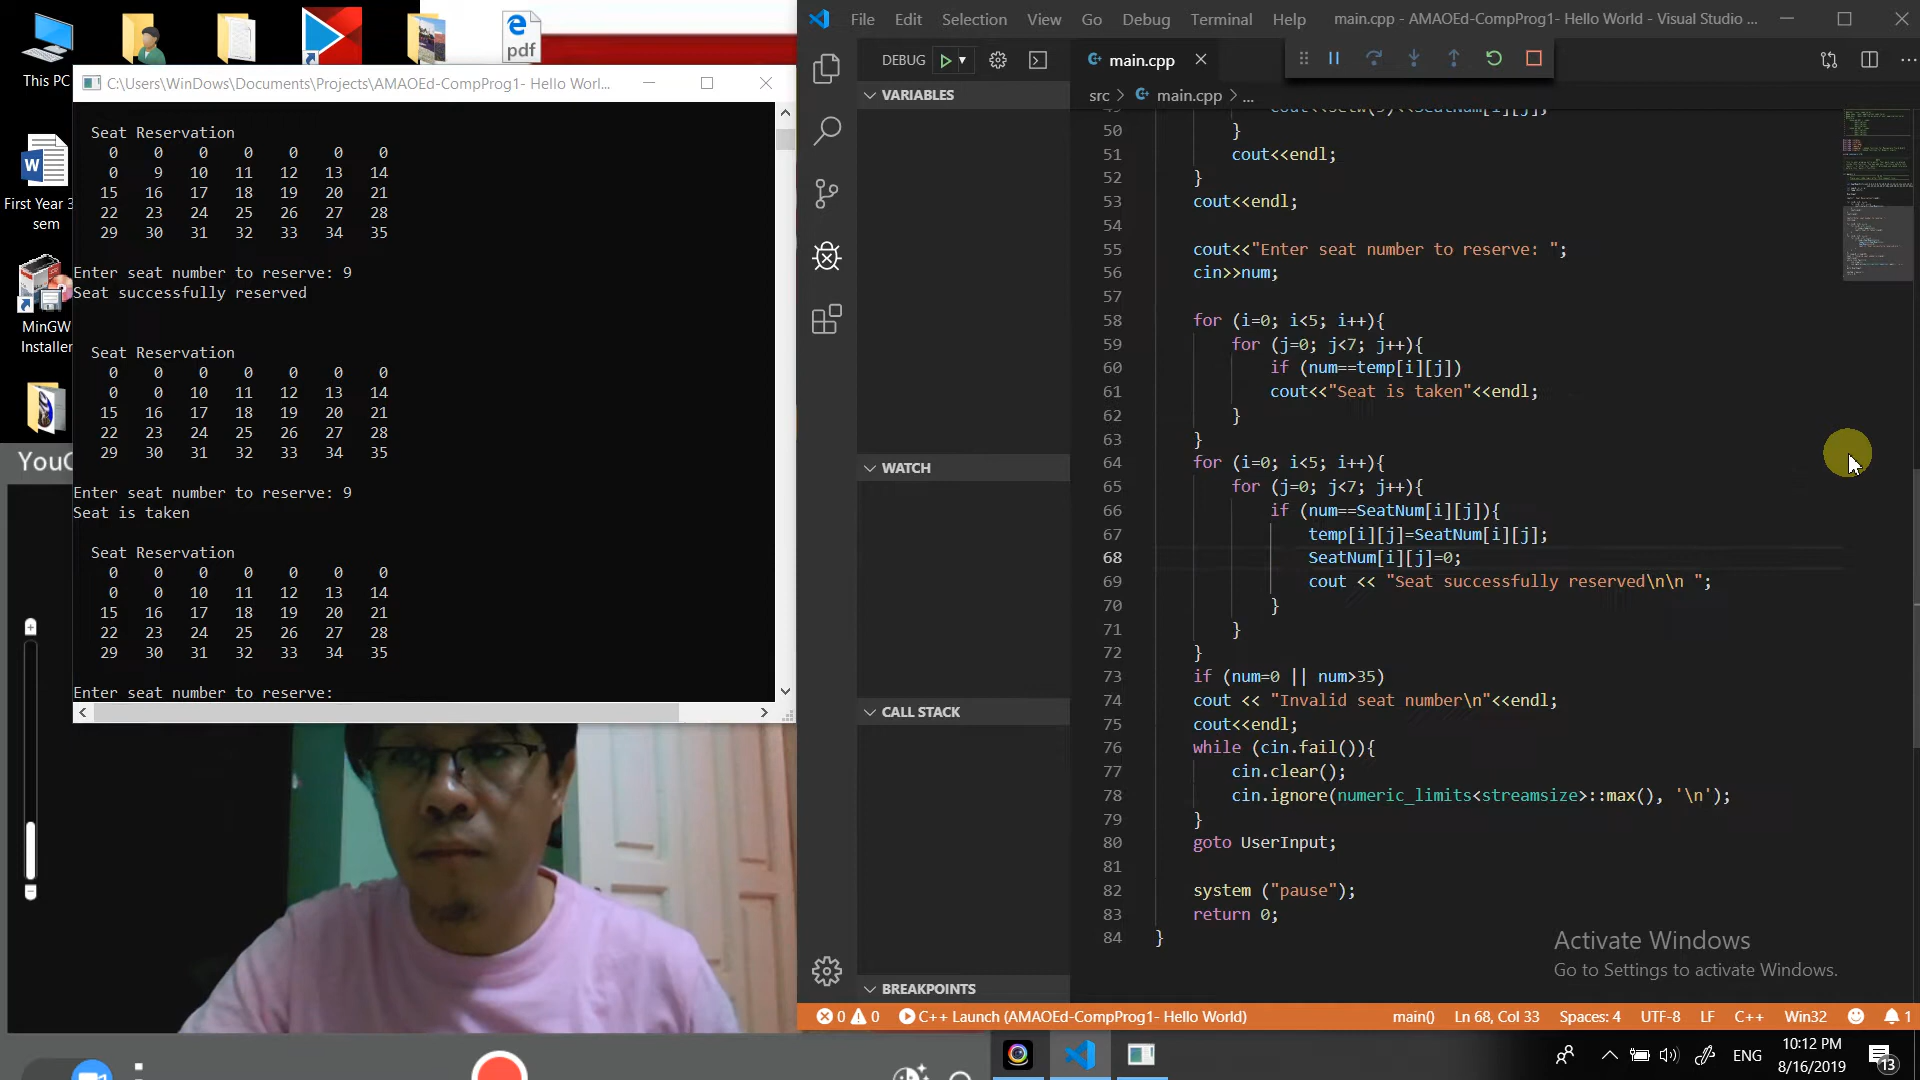 File Edit Selection View Go Debug Terminal Help main.cpp - AMAOEd-CompProg1- Hello World - Visual Studio ...
This PC
pdf
First Year 3
sem
MinGW
Installer
YouC
C:\Users\WinDows\Documents\Projects\AMAOEd-CompProg1- Hello Worl...
Seat Reservation
0 0 0 0 0 0 0
0 9 10 11 12 13 14
15 16 17 18 19 20 21
22 23 24 25 26 27 28
29 30 31 32 33 34 35
Enter seat number to reserve: 9
Seat successfully reserved
Seat Reservation
0 0 0 0 0 0 0
0 0 10 11 12 13 14
15 16 17 18 19 20 21
22 23 24 25 26 27 28
29 30 31 32 33 34 35
Enter seat number to reserve: 9
Seat is taken
Seat Reservation
0 0 0 0 0 0 0
0 0 10 11 12 13 14
15 16 17 18 19 20 21
22 23 24 25 26 27 28
29 30 31 32 33 34 35
Enter seat number to reserve:
DEBUG
VARIABLES
WATCH
CALL STACK
BREAKPOINTS
main.cpp
src > main.cpp > ...
50 }
51 cout<<endl;
52 }
53 cout<<endl;
54
55 cout<<"Enter seat number to reserve: ";
56 cin>>num;
57
58 for (i=0; i<5; i++){
59 for (j=0; j<7; j++){
60 if (num==temp[i][j])
61 cout<<"Seat is taken"<<endl;
62 }
63 }
64 for (i=0; i<5; i++){
65 for (j=0; j<7; j++){
66 if (num==SeatNum[i][j]){
67 temp[i][j]=SeatNum[i][j];
68 SeatNum[i][j]=0;
69 cout << "Seat successfully reserved\n\n ";
70 }
71 }
72 }
73 if (num=0 || num>35)
74 cout << "Invalid seat number\n"<<endl;
75 cout<<endl;
76 while (cin.fail()){
77 cin.clear();
78 cin.ignore(numeric_limits<streamsize>::max(), '\n');
79 }
80 goto UserInput;
81
82 system ("pause");
83 return 0;
84 }
Activate Windows
Go to Settings to activate Windows.
0 0 C++ Launch (AMAOEd-CompProg1- Hello World) main() Ln 68, Col 33 Spaces: 4 UTF-8 LF C++ Win32 1
ENG
10:12 PM
8/16/2019
13